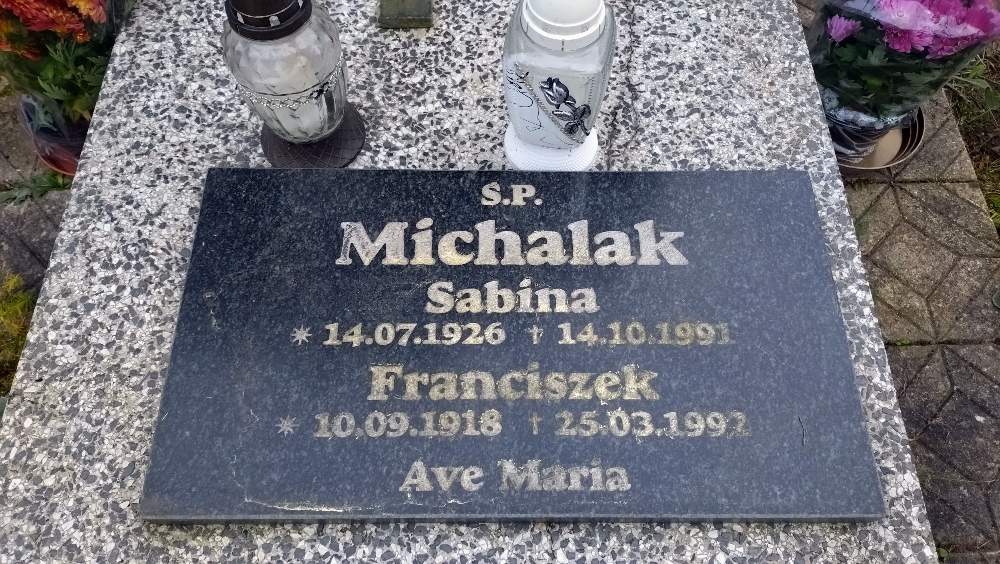 Ś.P.
Michalak
Sabina
* 14.07.1926 † 14.10.1991
Franciszek
* 10.09.1918 † 25.03.1992
Ave Maria